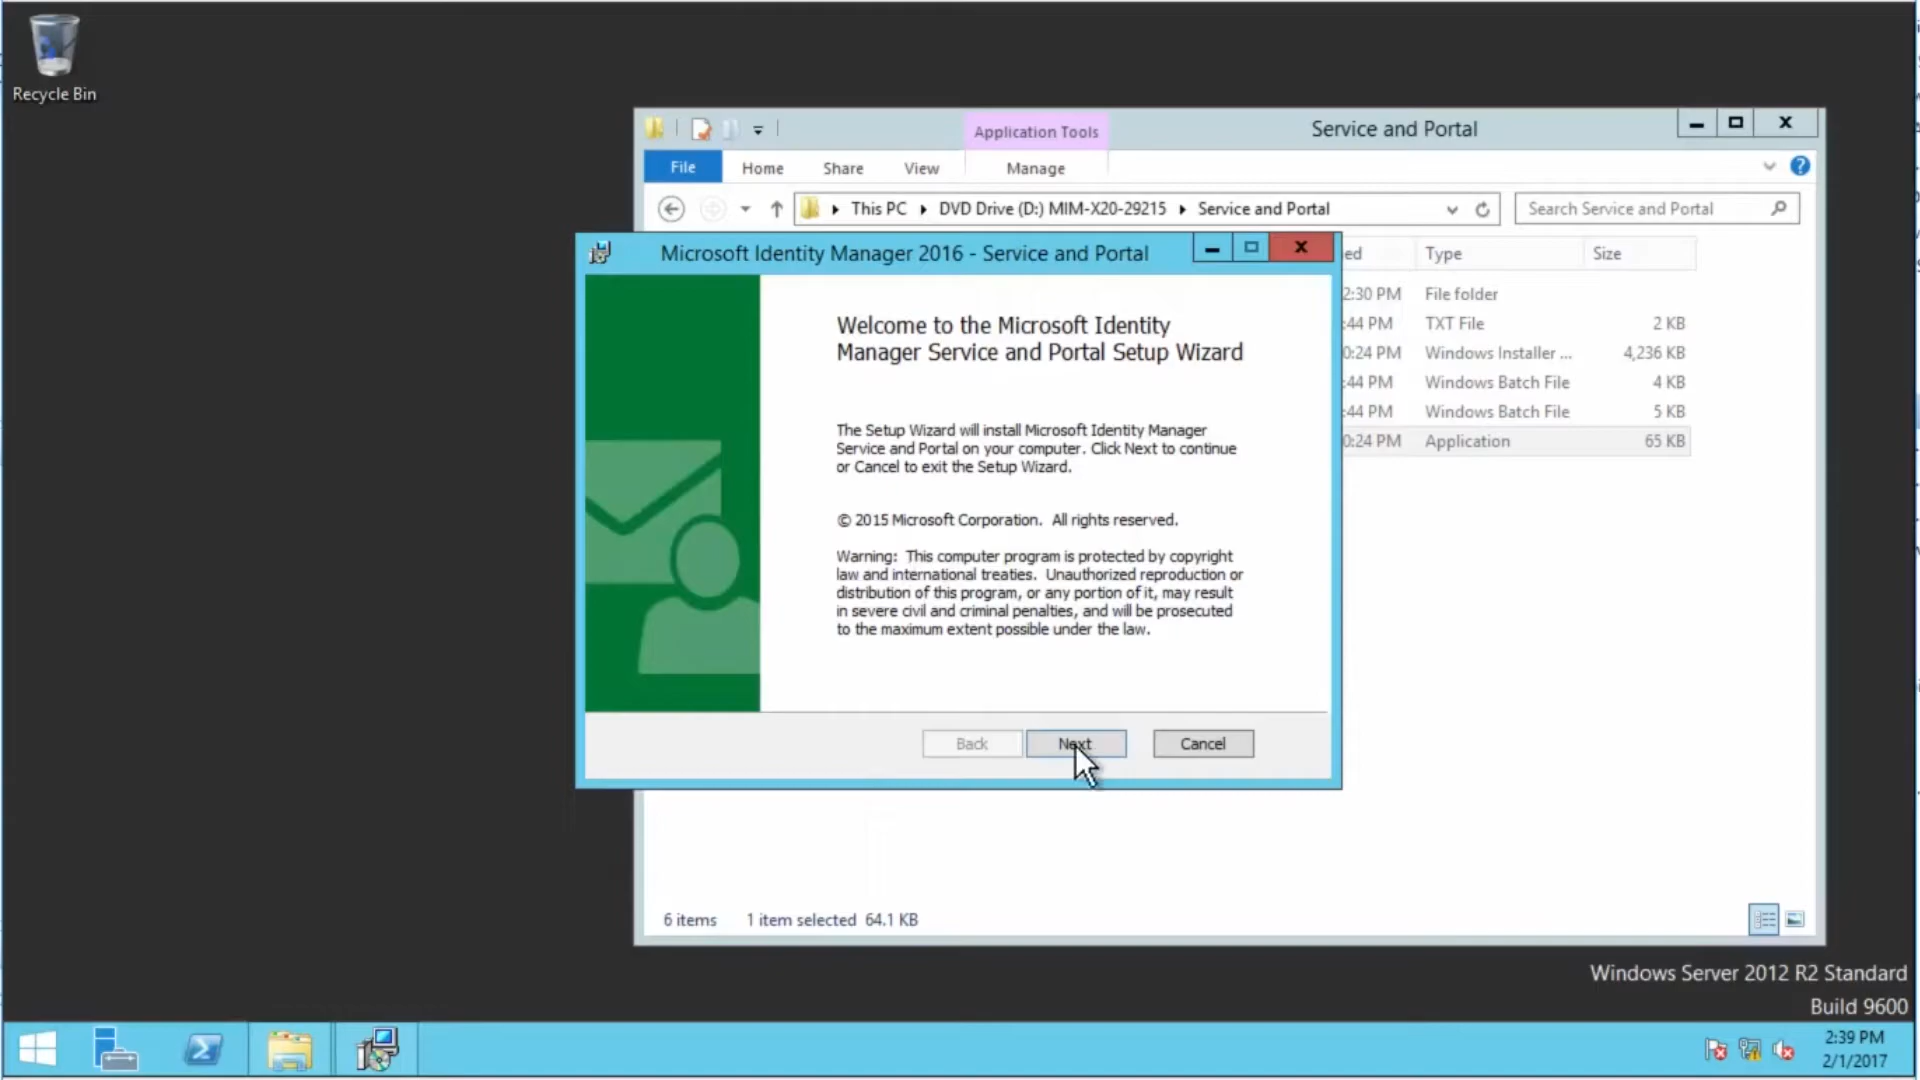 Recycle Bin
Application Tools
Service and Portal
File
Home
Share
View
Manage
This PC
DVD Drive (D:) MIM-X20-29215
Service and Portal
Search Service and Portal
Microsoft Identity Manager 2016 - Service and Portal
ed
Type
Size
2:30 PM
File folder
:44 PM
TXT File
2 KB
0:24 PM
Windows Installer ...
4,236 KB
:44 PM
Windows Batch File
4 KB
:44 PM
Windows Batch File
5 KB
0:24 PM
Application
65 KB
Welcome to the Microsoft Identity
Manager Service and Portal Setup Wizard
The Setup Wizard will install Microsoft Identity Manager
Service and Portal on your computer. Click Next to continue
or Cancel to exit the Setup Wizard.
© 2015 Microsoft Corporation. All rights reserved.
Warning: This computer program is protected by copyright
law and international treaties. Unauthorized reproduction or
distribution of this program, or any portion of it, may result
in severe civil and criminal penalties, and will be prosecuted
to the maximum extent possible under the law.
Back
Next
Cancel
6 items
1 item selected 64.1 KB
Windows Server 2012 R2 Standard
Build 9600
2:39 PM
2/1/2017